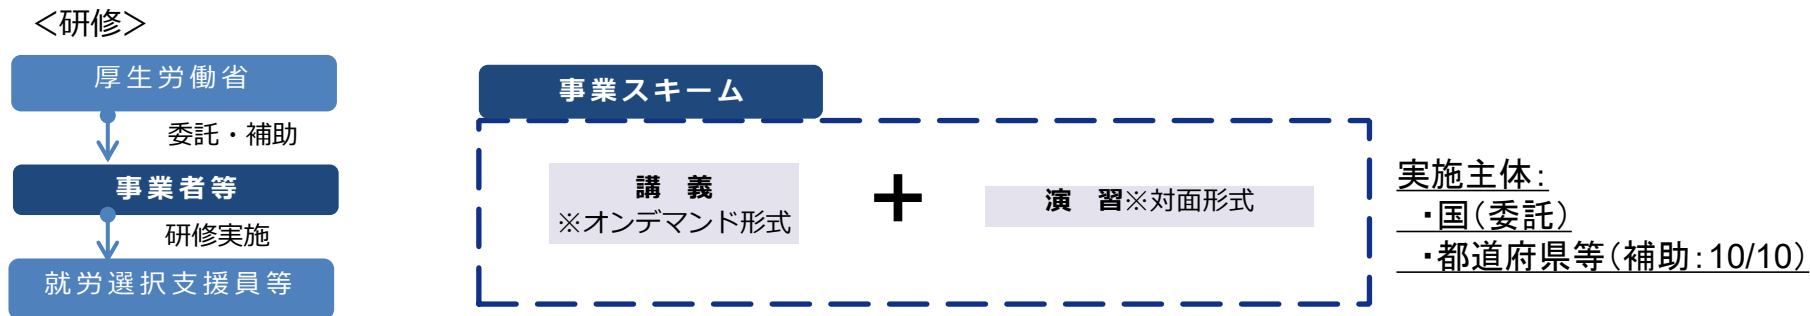 ＜研修＞
厚生労働省
委託・補助
事業者等
研修実施
就労選択支援員等
事業スキーム
講　義
※オンデマンド形式
＋
演　習※対面形式
実施主体：
・国（委託）
・都道府県等（補助：10/10）